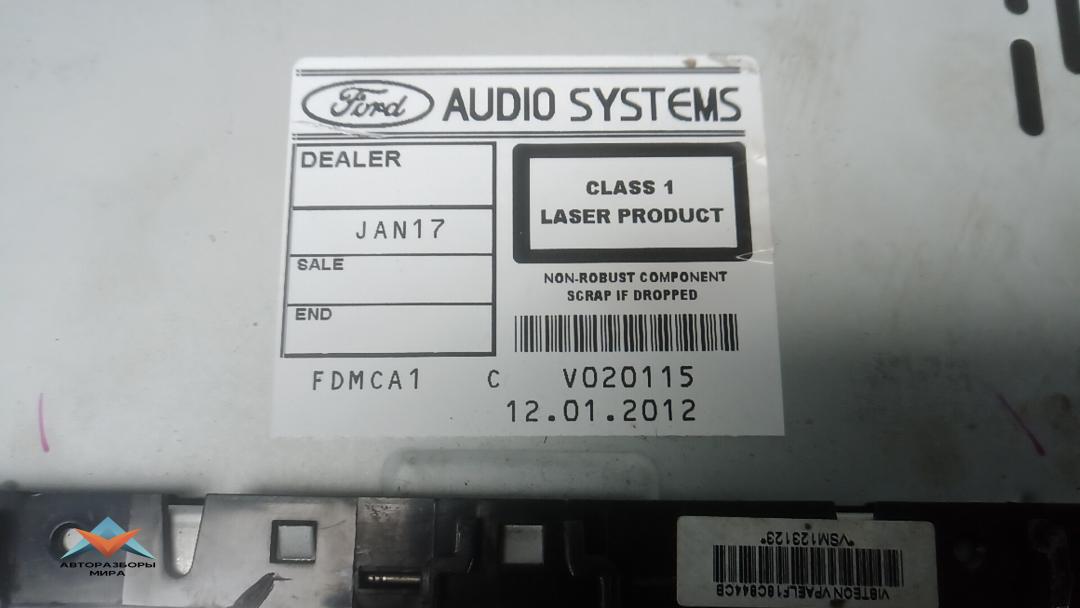 Ford AUDIO SYSTEMS
DEALER
JAN17
SALE
END
CLASS 1
LASER PRODUCT
NON-ROBUST COMPONENT
SCRAP IF DROPPED
FDMCA1 C V020115
12.01.2012
*VSM123123*
VISTEON VPAELF18C844CB
АВТОРАЗБОРЫ
МИРА